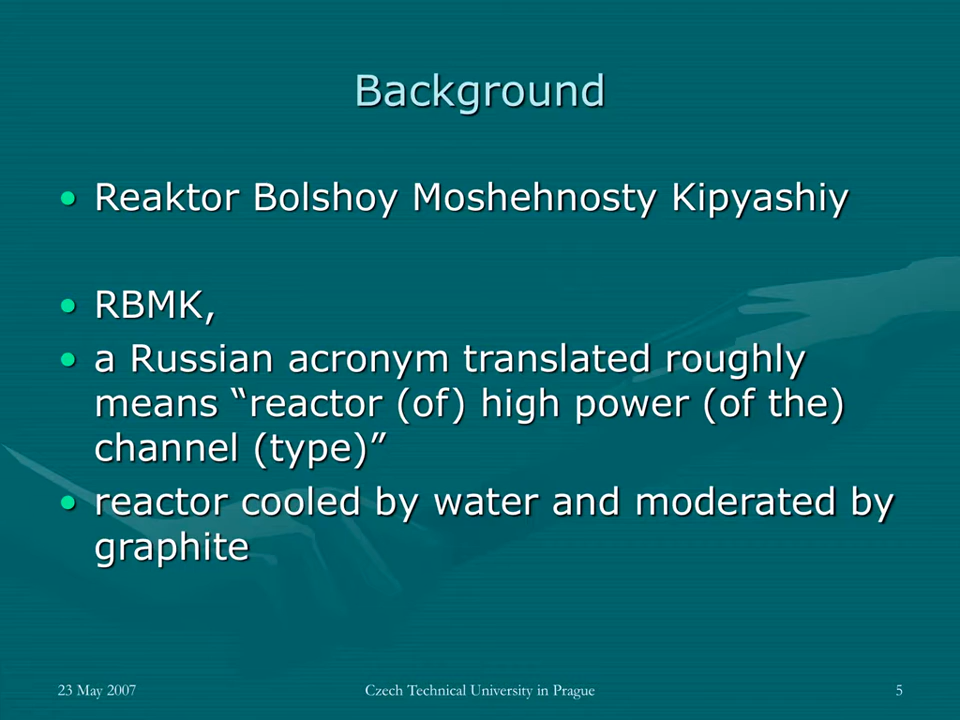 Background
• Reaktor Bolshoy Moshehnosty Kipyashiy
• RBMK,
• a Russian acronym translated roughly
means “reactor (of) high power (of the)
channel (type)”
• reactor cooled by water and moderated by
graphite
23 May 2007 Czech Technical University in Prague 5